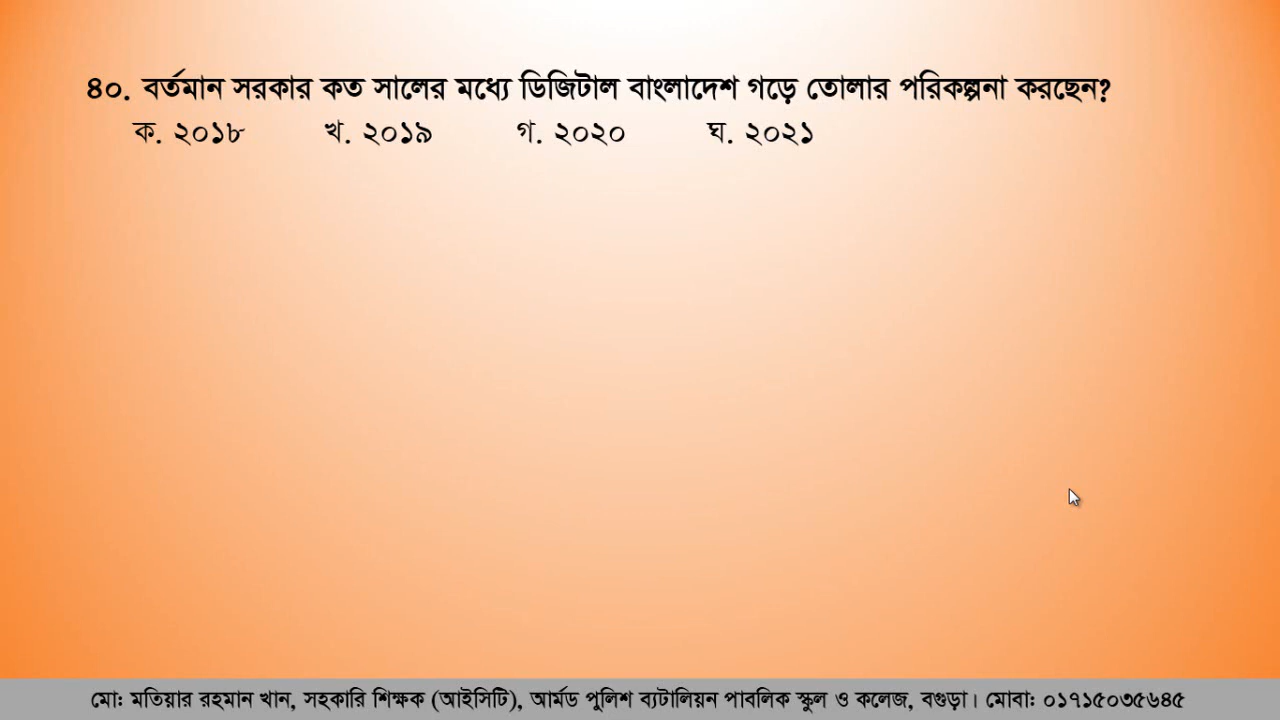 ৪০. বর্তমান সরকার কত সালের মধ্যে ডিজিটাল বাংলাদেশ গড়ে তোলার পরিকল্পনা করছেন?
ক. ২০১৮ খ. ২০১৯ গ. ২০২০ ঘ. ২০২১
মো: মতিয়ার রহমান খান, সহকারি শিক্ষক (আইসিটি), আর্মড পুলিশ ব্যটালিয়ন পাবলিক স্কুল ও কলেজ, বগুড়া। মোবা: ০১৭১৫০৩৫৬৪৫